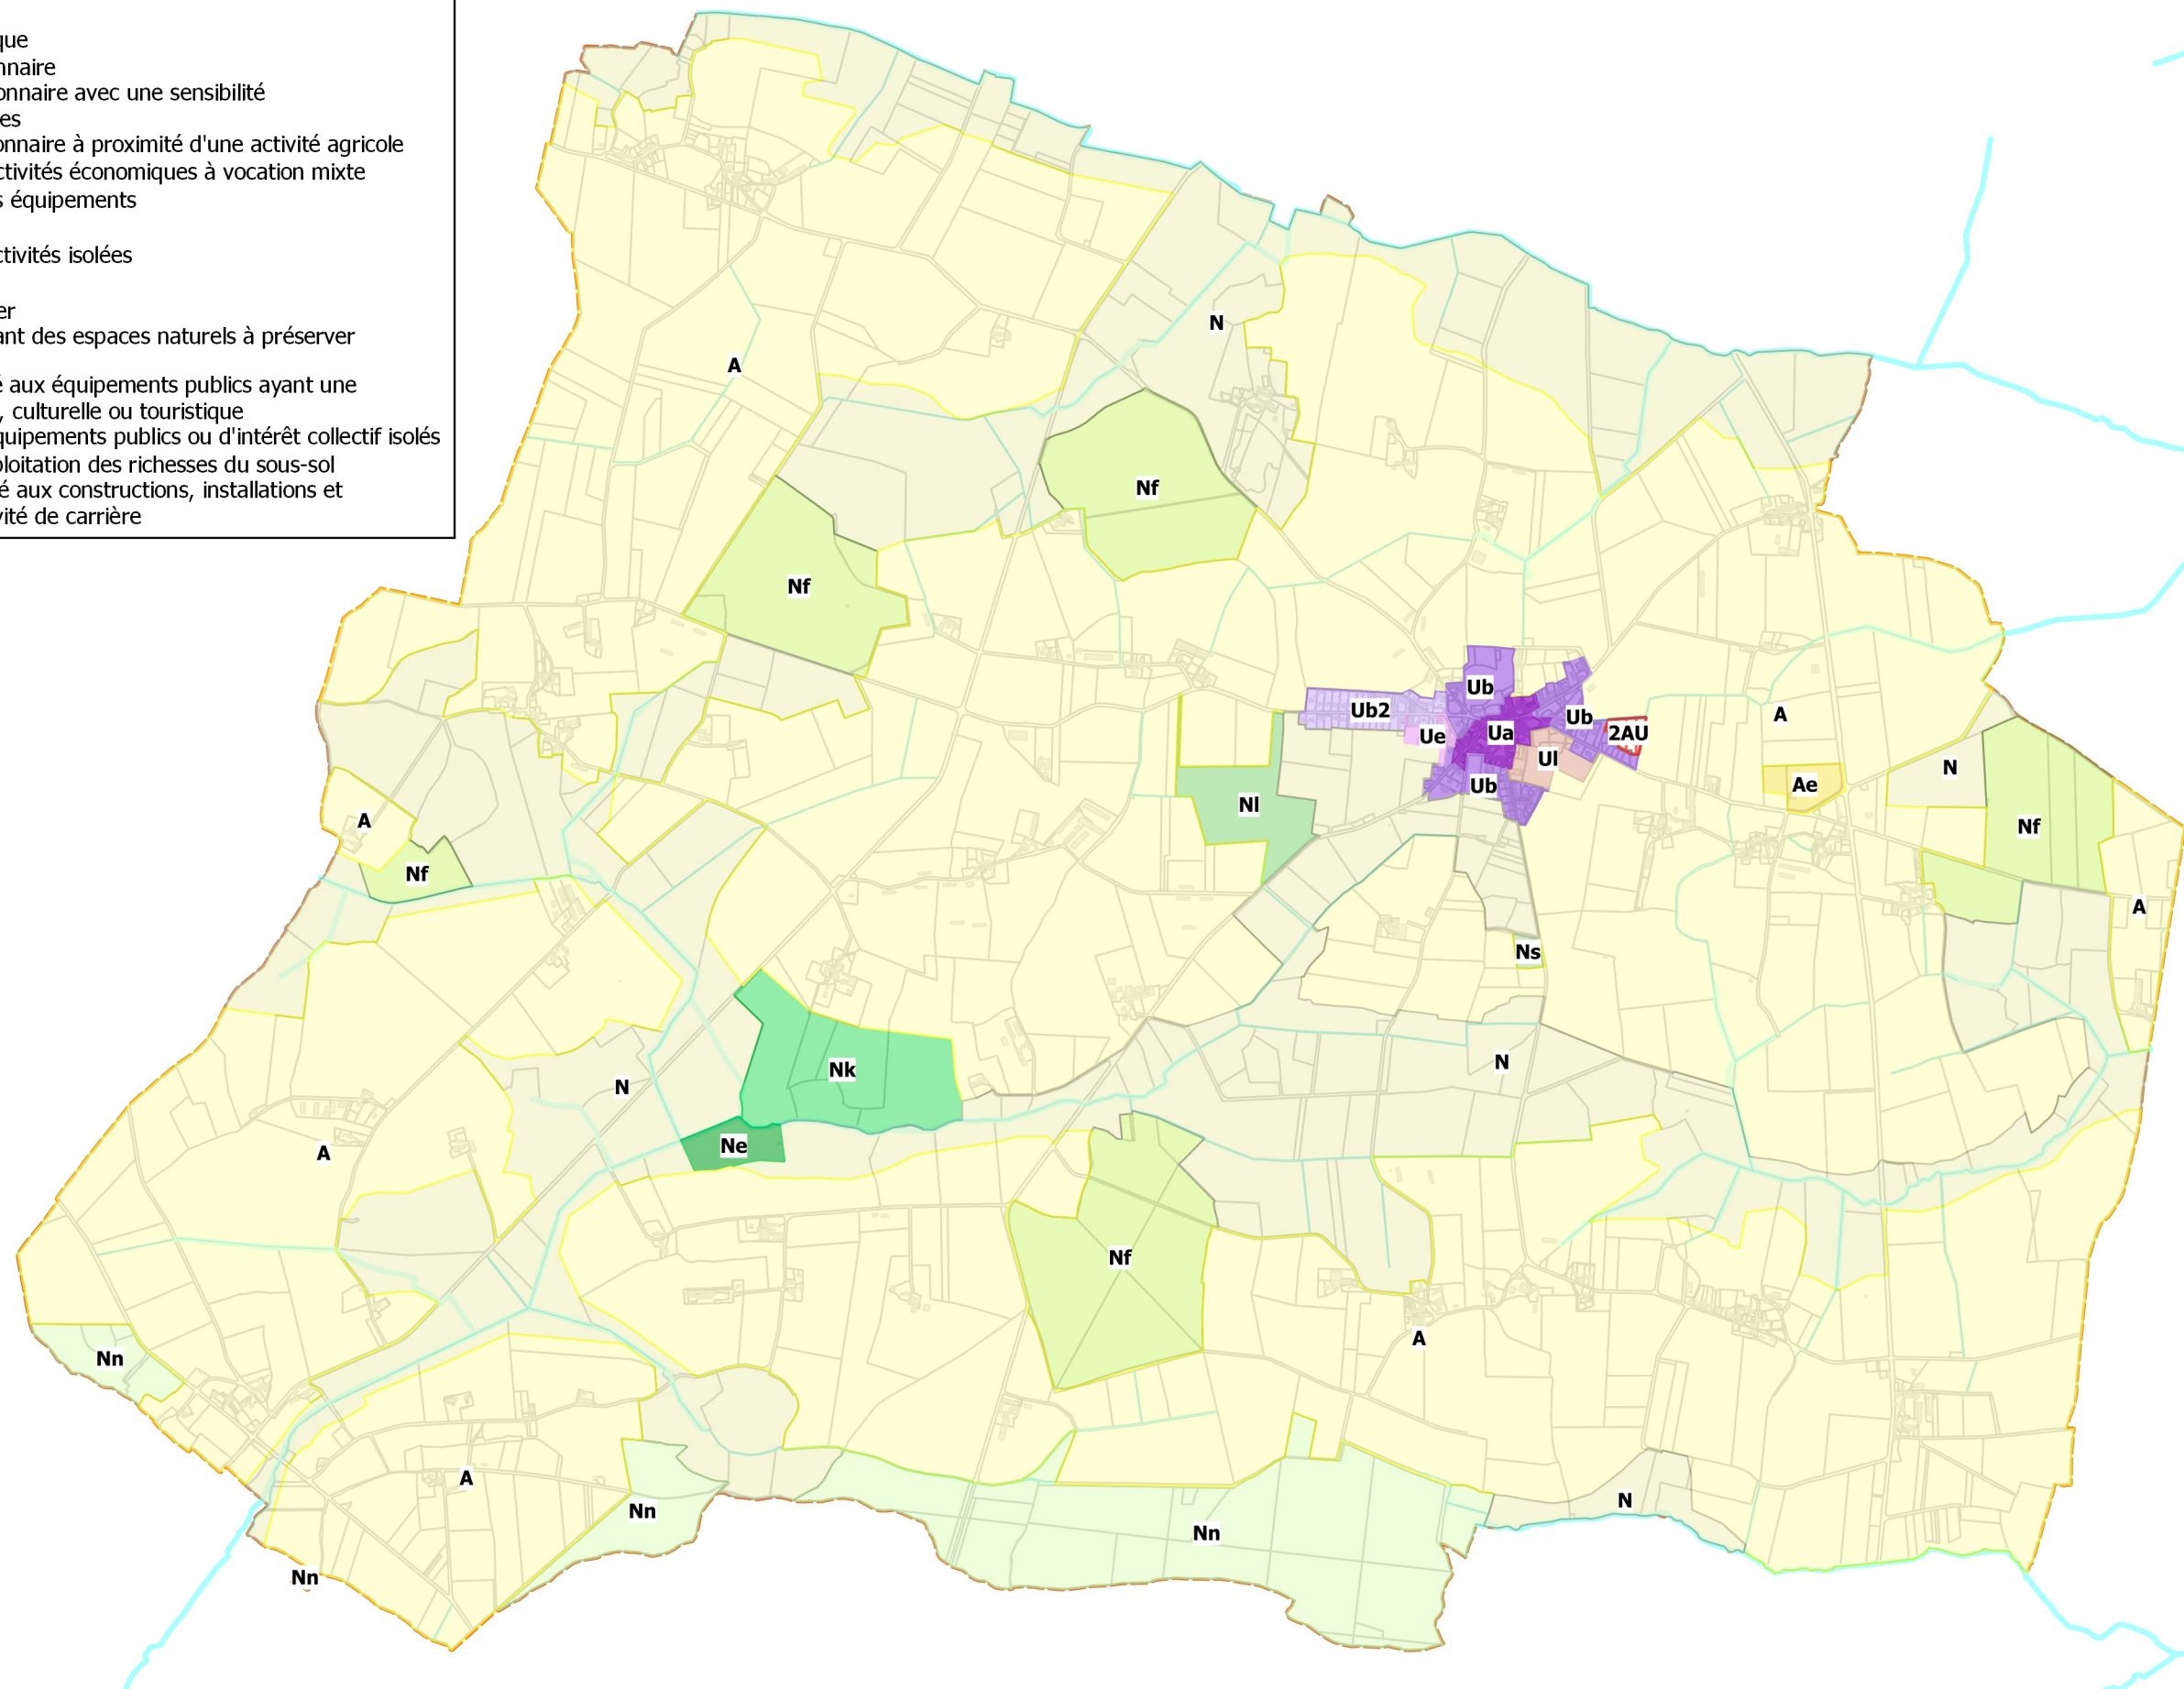 que
nnaire
onnaire avec une sensibilité
es
onnaire à proximité d'une activité agricole
ctivités économiques à vocation mixte
s équipements
ctivités isolées
er
ant des espaces naturels à préserver
é aux équipements publics ayant une
, culturelle ou touristique
quipements publics ou d'intérêt collectif isolés
ploitation des richesses du sous-sol
é aux constructions, installations et
vité de carrière
N
A
Nf
Nf
Ub
Ub2
Ub
A
Ue
Ua
2AU
Ul
N
Ub
Ae
Nl
A
Nf
Nf
A
Ns
N
Nk
N
Ne
A
Nf
A
Nn
A
N
Nn
Nn
Nn